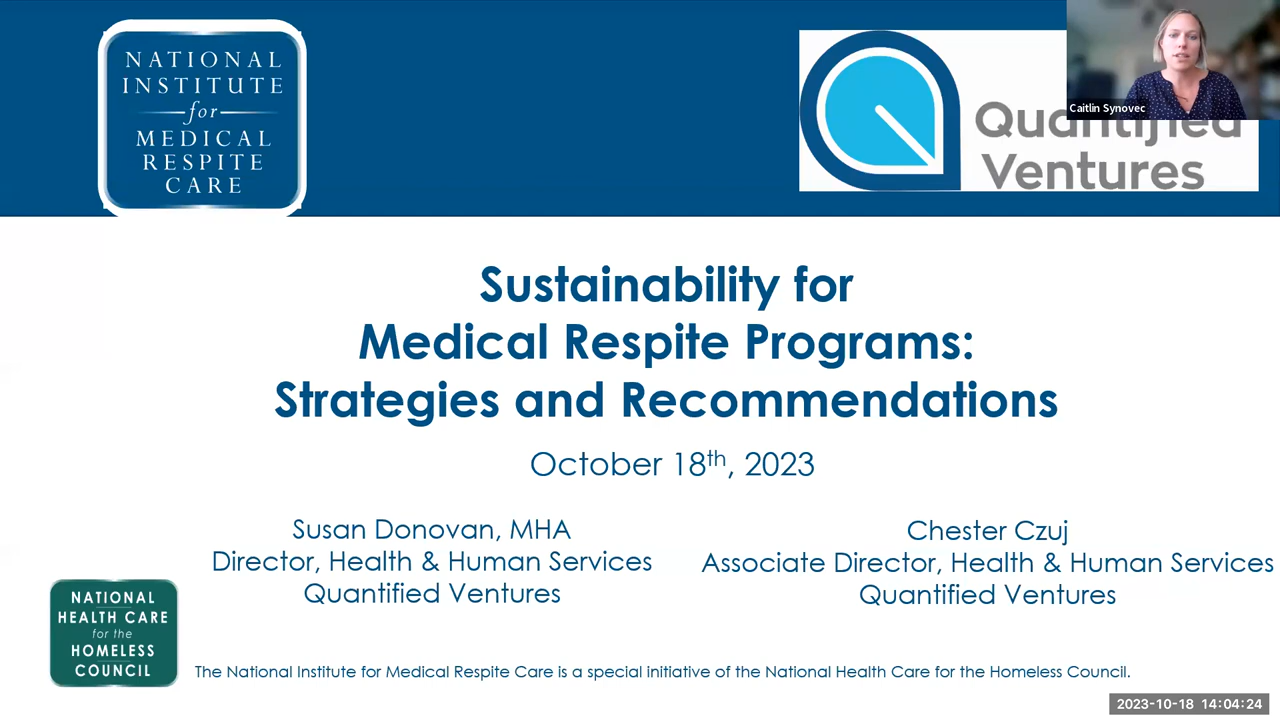 NATIONAL
INSTITUTE
for
MEDICAL
RESPITE
CARE
Quantified
Ventures
Caitlin Synovec
Sustainability for
Medical Respite Programs:
Strategies and Recommendations
October 18th, 2023
Susan Donovan, MHA
Director, Health & Human Services
Quantified Ventures
Chester Czuj
Associate Director, Health & Human Services
Quantified Ventures
NATIONAL
HEALTH CARE
for the
HOMELESS
COUNCIL
The National Institute for Medical Respite Care is a special initiative of the National Health Care for the Homeless Council.
2023-10-18 14:04:24